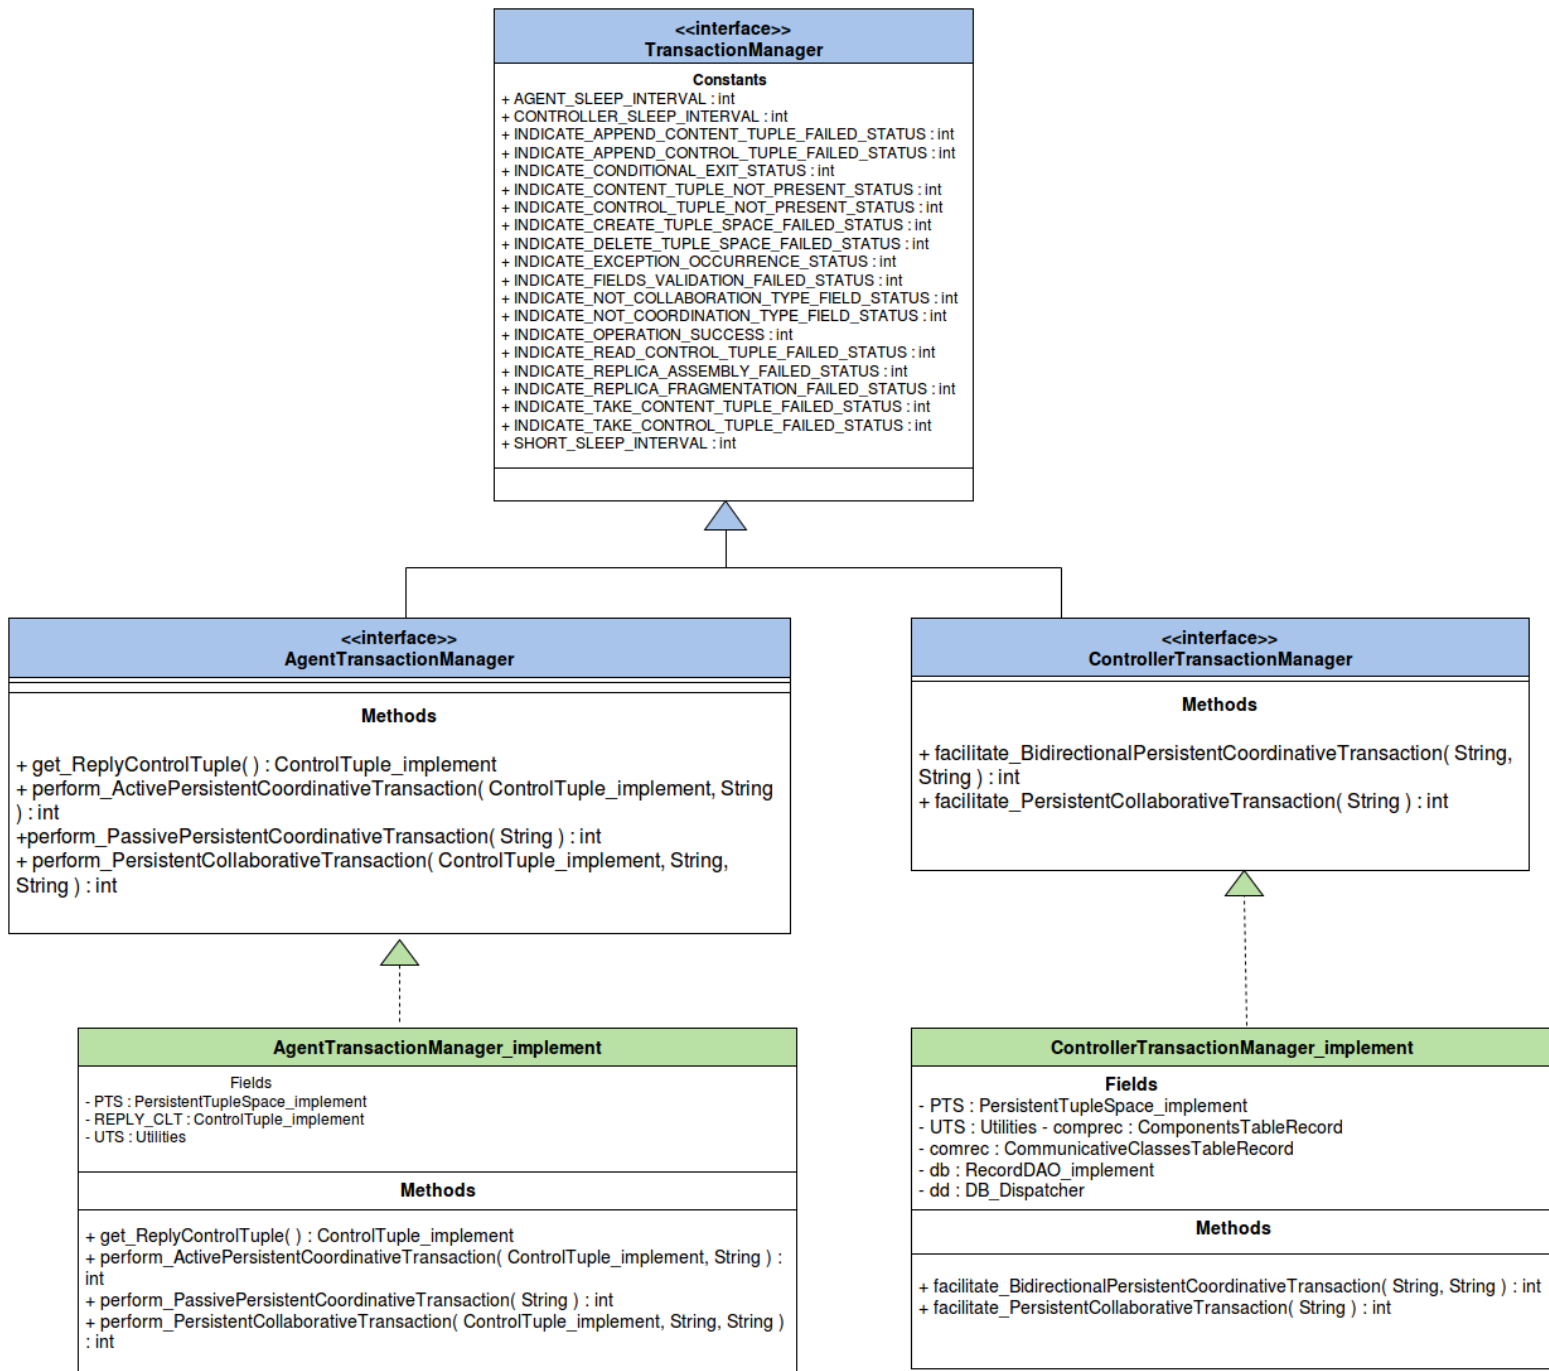 <<interface>>
TransactionManager
Constants
+ AGENT_SLEEP_INTERVAL : int
+ CONTROLLER_SLEEP_INTERVAL : int
+ INDICATE_APPEND_CONTENT_TUPLE_FAILED_STATUS : int
+ INDICATE_APPEND_CONTROL_TUPLE_FAILED_STATUS : int
+ INDICATE_CONDITIONAL_EXIT_STATUS : int
+ INDICATE_CONTENT_TUPLE_NOT_PRESENT_STATUS : int
+ INDICATE_CONTROL_TUPLE_NOT_PRESENT_STATUS : int
+ INDICATE_CREATE_TUPLE_SPACE_FAILED_STATUS : int
+ INDICATE_DELETE_TUPLE_SPACE_FAILED_STATUS : int
+ INDICATE_EXCEPTION_OCCURRENCE_STATUS : int
+ INDICATE_FIELDS_VALIDATION_FAILED_STATUS : int
+ INDICATE_NOT_COLLABORATION_TYPE_FIELD_STATUS : int
+ INDICATE_NOT_COORDINATION_TYPE_FIELD_STATUS : int
+ INDICATE_OPERATION_SUCCESS : int
+ INDICATE_READ_CONTROL_TUPLE_FAILED_STATUS : int
+ INDICATE_REPLICA_ASSEMBLY_FAILED_STATUS : int
+ INDICATE_REPLICA_FRAGMENTATION_FAILED_STATUS : int
+ INDICATE_TAKE_CONTENT_TUPLE_FAILED_STATUS : int
+ INDICATE_TAKE_CONTROL_TUPLE_FAILED_STATUS : int
+ SHORT_SLEEP_INTERVAL : int
<<interface>>
AgentTransactionManager
Methods
+ get_ReplyControlTuple( ) : ControlTuple_implement
+ perform_ActivePersistentCoordinativeTransaction( ControlTuple_implement, String
) : int
+perform_PassivePersistentCoordinativeTransaction( String ) : int
+ perform_PersistentCollaborativeTransaction( ControlTuple_implement, String,
String ) : int
<<interface>>
ControllerTransactionManager
Methods
+ facilitate_BidirectionalPersistentCoordinativeTransaction( String,
String ) : int
+ facilitate_PersistentCollaborativeTransaction( String ) : int
AgentTransactionManager_implement
Fields
- PTS : PersistentTupleSpace_implement
- REPLY_CLT : ControlTuple_implement
- UTS : Utilities
Methods
+ get_ReplyControlTuple( ) : ControlTuple_implement
+ perform_ActivePersistentCoordinativeTransaction( ControlTuple_implement, String ) :
int
+ perform_PassivePersistentCoordinativeTransaction( String ) : int
+ perform_PersistentCollaborativeTransaction( ControlTuple_implement, String, String )
: int
ControllerTransactionManager_implement
Fields
- PTS : PersistentTupleSpace_implement
- UTS : Utilities - comprec : ComponentsTableRecord
- comrec : CommunicativeClassesTableRecord
- db : RecordDAO_implement
- dd : DB_Dispatcher
Methods
+ facilitate_BidirectionalPersistentCoordinativeTransaction( String, String ) : int
+ facilitate_PersistentCollaborativeTransaction( String ) : int